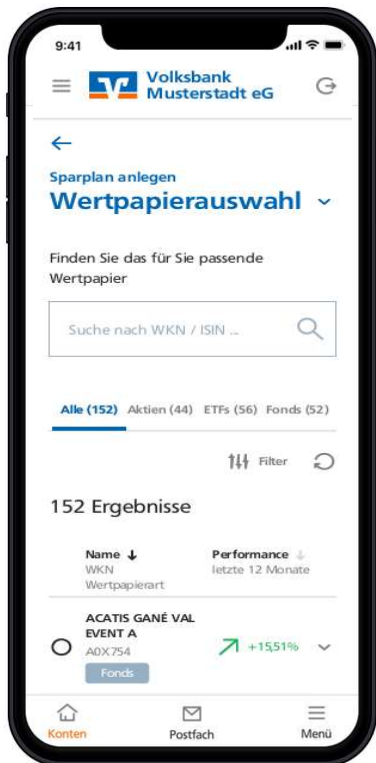 9:41
Volksbank
Musterstadt eG
Sparplan anlegen
Wertpapierauswahl
Finden Sie das für Sie passende
Wertpapier
Suche nach WKN / ISIN ...
Alle (152) Aktien (44) ETFs (56) Fonds (52)
Filter
152 Ergebnisse
Name Performance
WKN letzte 12 Monate
Wertpapierart
ACATIS GANÉ VAL
EVENT A
A0X754 +15,51%
Fonds
Konten Postfach Menü